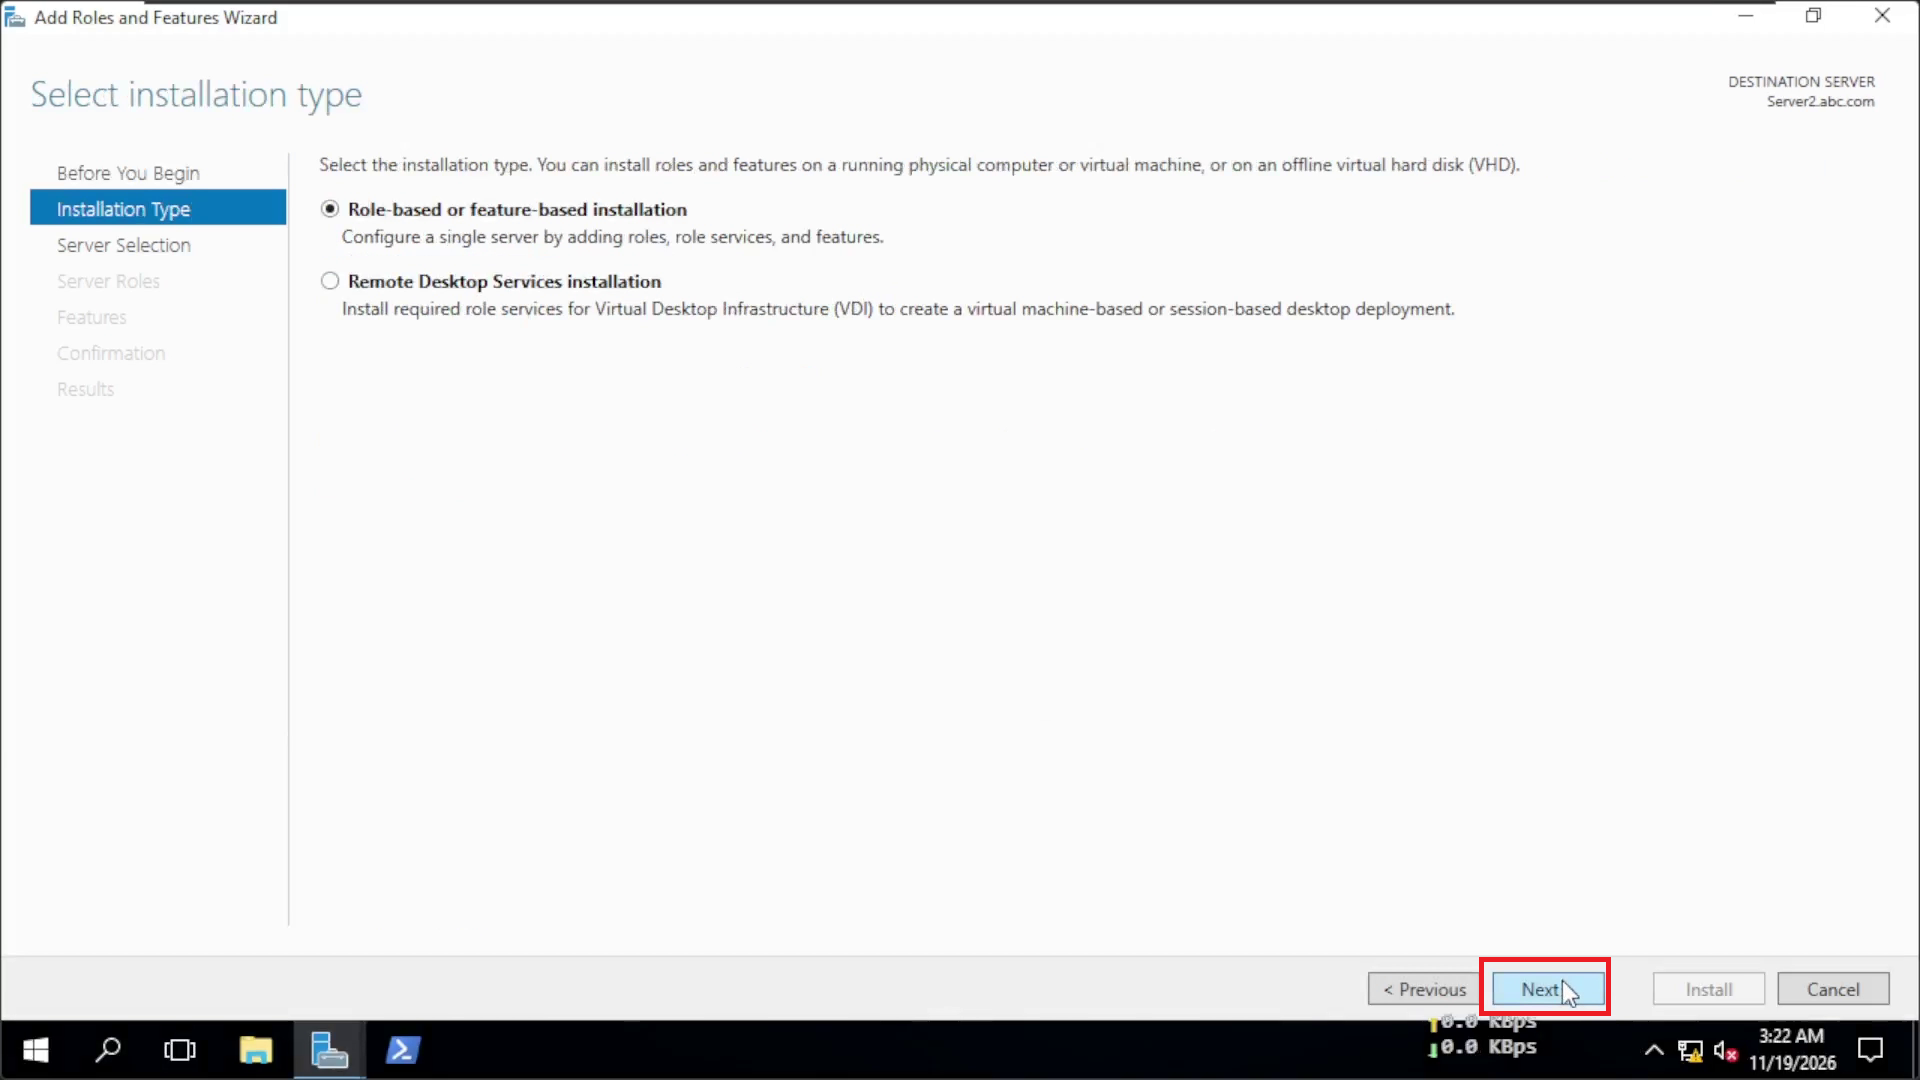 Add Roles and Features Wizard
Select installation type
DESTINATION SERVER
Server2.abc.com
Before You Begin
Installation Type
Server Selection
Server Roles
Features
Confirmation
Results
Select the installation type. You can install roles and features on a running physical computer or virtual machine, or on an offline virtual hard disk (VHD).
Role-based or feature-based installation
Configure a single server by adding roles, role services, and features.
Remote Desktop Services installation
Install required role services for Virtual Desktop Infrastructure (VDI) to create a virtual machine-based or session-based desktop deployment.
< Previous
Next
Install
Cancel
0.0 KBps
0.0 KBps
3:22 AM
11/19/2026